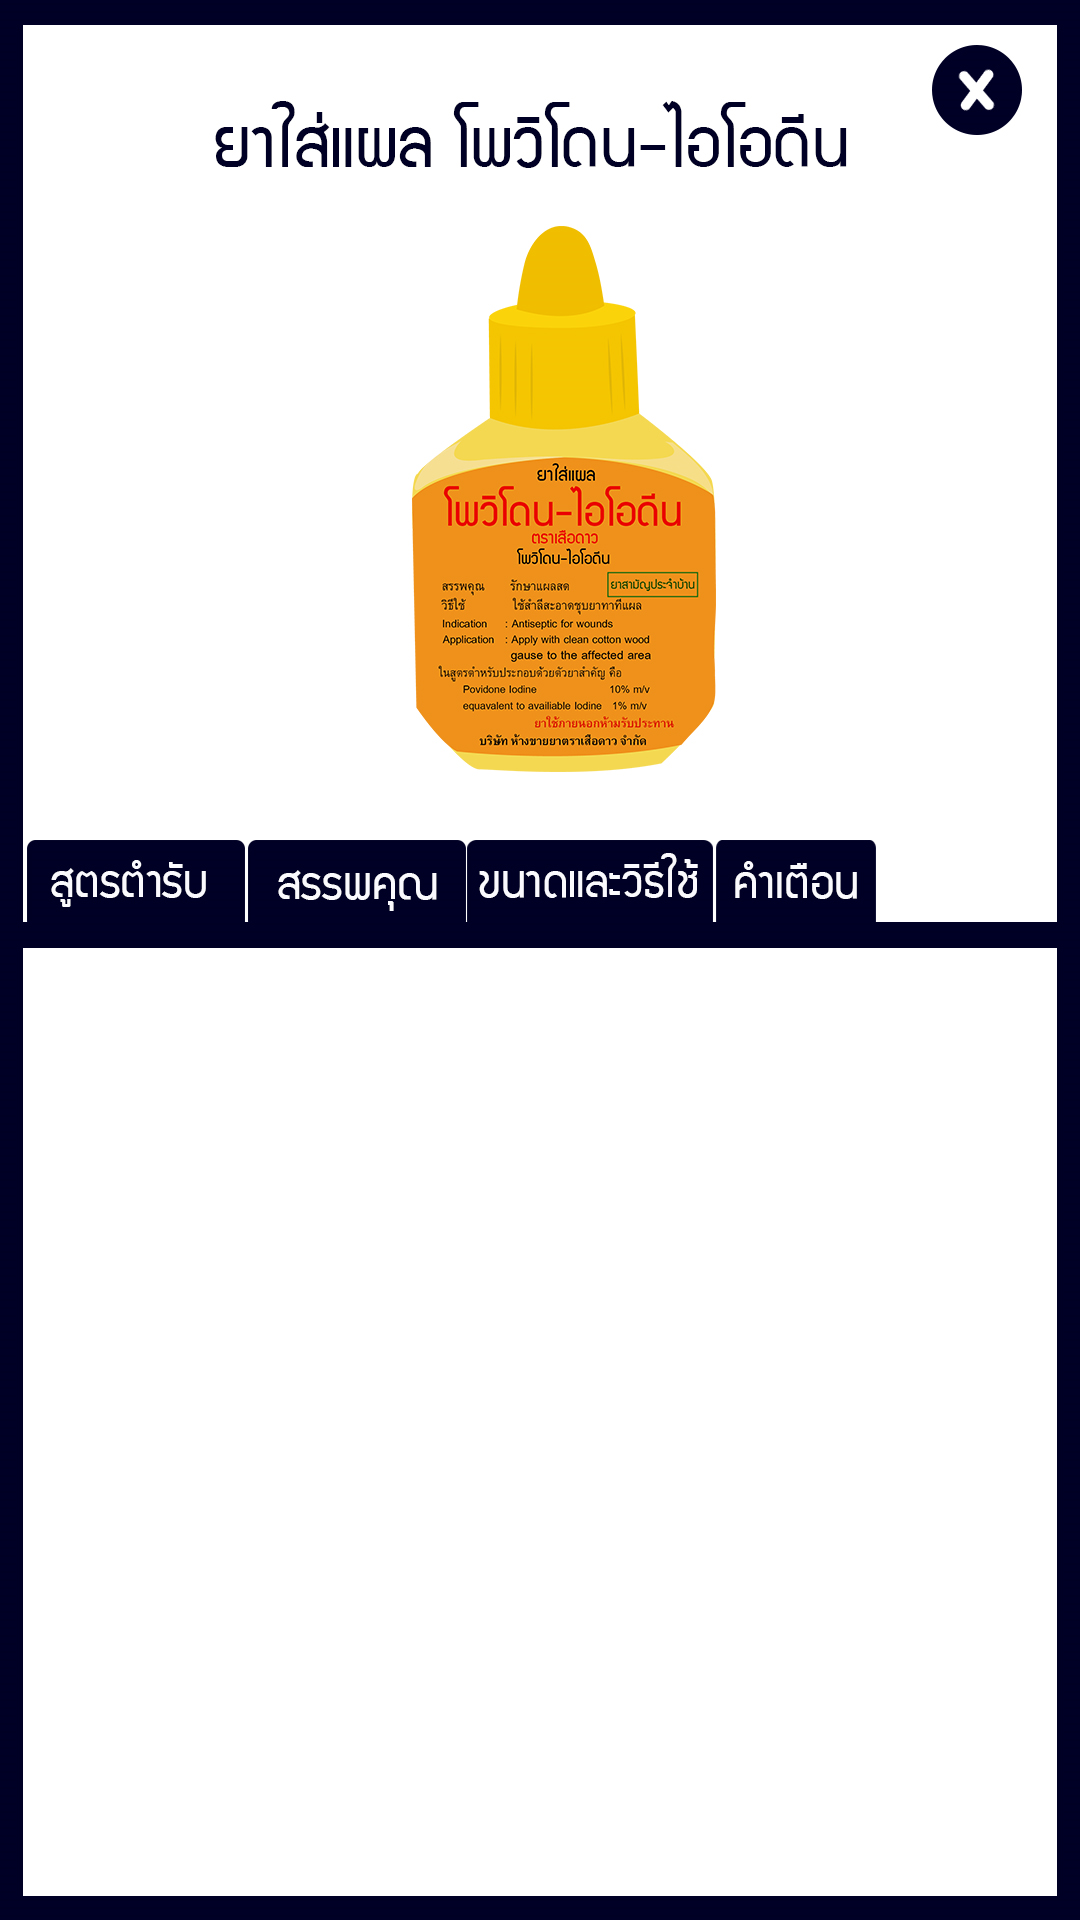 X
ยาใส่แผล โพวิโดน-ไอโอดีน
ยาใส่แผล
โพวิโดน-ไอโอดีน
ตราเสือดาว
โพวิโดน-ไอโอดีน
ยาสามัญประจำบ้าน
สรรพคุณ รักษาแผลสด
วิธีใช้ ใช้สำลีสะอาดชุบยาทาที่แผล
Indication : Antiseptic for wounds
Application : Apply with clean cotton wood
gause to the affected area
ในสูตรตำหรับประกอบด้วยตัวยาสำคัญ คือ
Povidone Iodine 10% m/v
equavalent to availiable Iodine 1% m/v
ยาใช้ภายนอกห้ามรับประทาน
บริษัท ห้างขายยาตราเสือดาว จำกัด
สูตรตำรับ สรรพคุณ ขนาดและวิธีใช้ คำเตือน